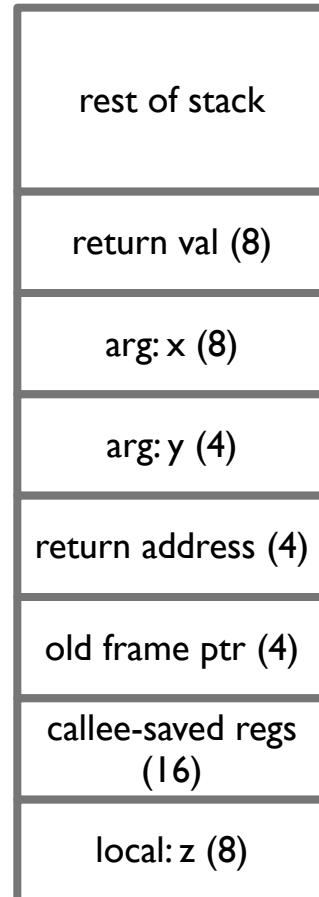 rest of stack
return val (8)
arg: x (8)
arg: y (4)
return address (4)
old frame ptr (4)
callee-saved regs
(16)
local: z (8)